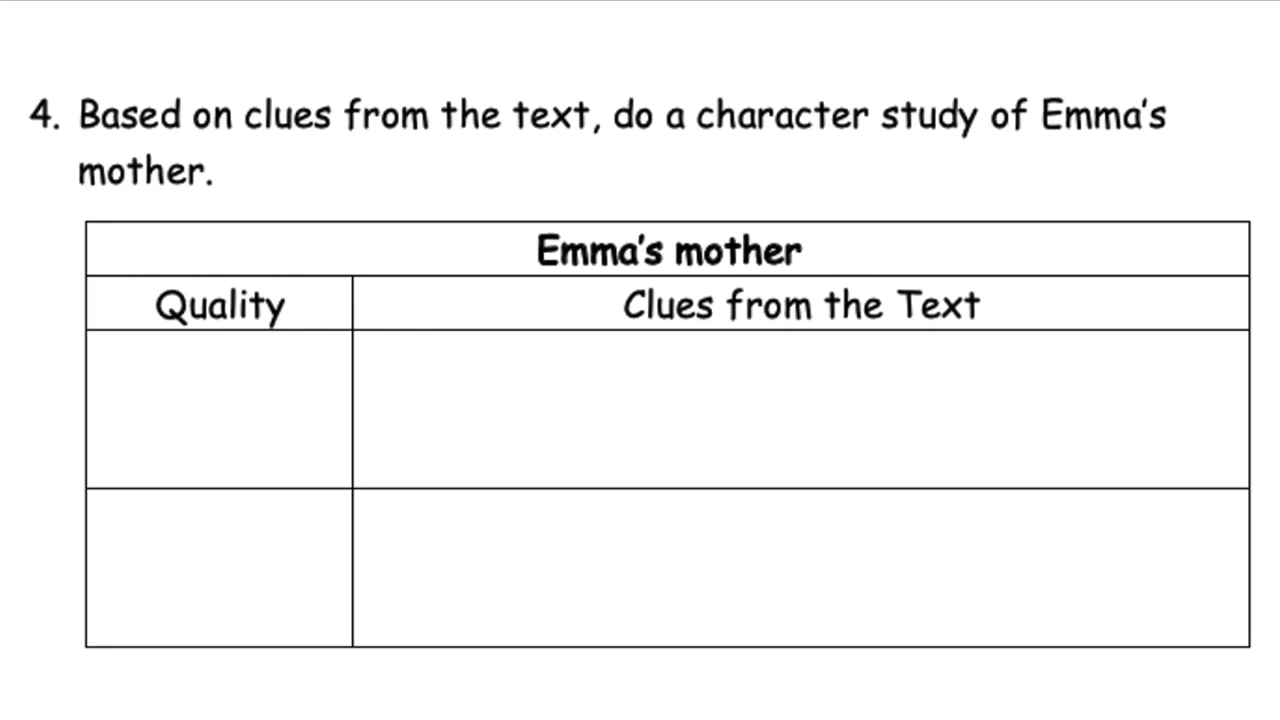 4. Based on clues from the text, do a character study of Emma's
mother.
Emma's mother
Quality Clues from the Text